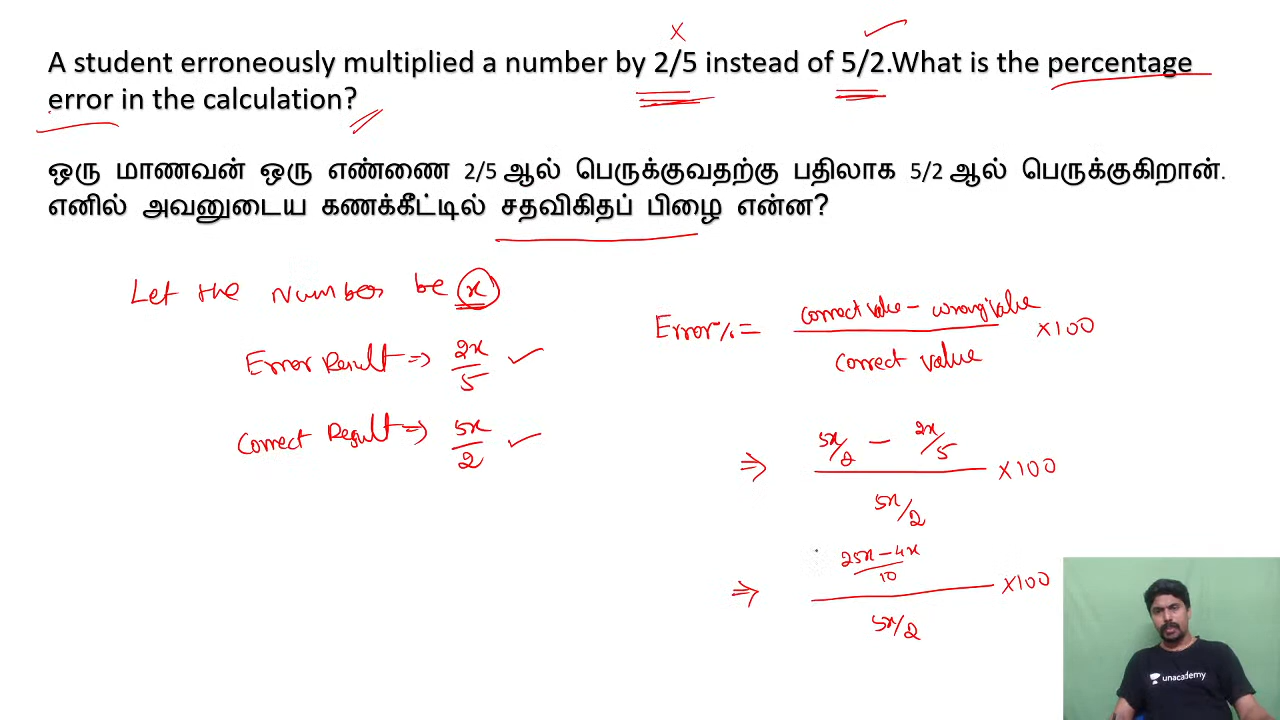 A student erroneously multiplied a number by 2/5 instead of 5/2.What is the percentage
error in the calculation?
ஒரு மாணவன் ஒரு எண்ணை 2/5 ஆல் பெருக்குவதற்கு பதிலாக 5/2 ஆல் பெருக்குகிறான்.
எனில் அவனுடைய கணக்கீட்டில் சதவிகிதப் பிழை என்ன?
Let the Number be x
Error Result => 2x/5
Correct Result => 5x/2
Error% = (correct value - wrong value)/(correct value) ×100
=> (5x/2 - 2x/5)/(5x/2) ×100
=> ((25x-4x)/10)/(5x/2) ×100
unacademy